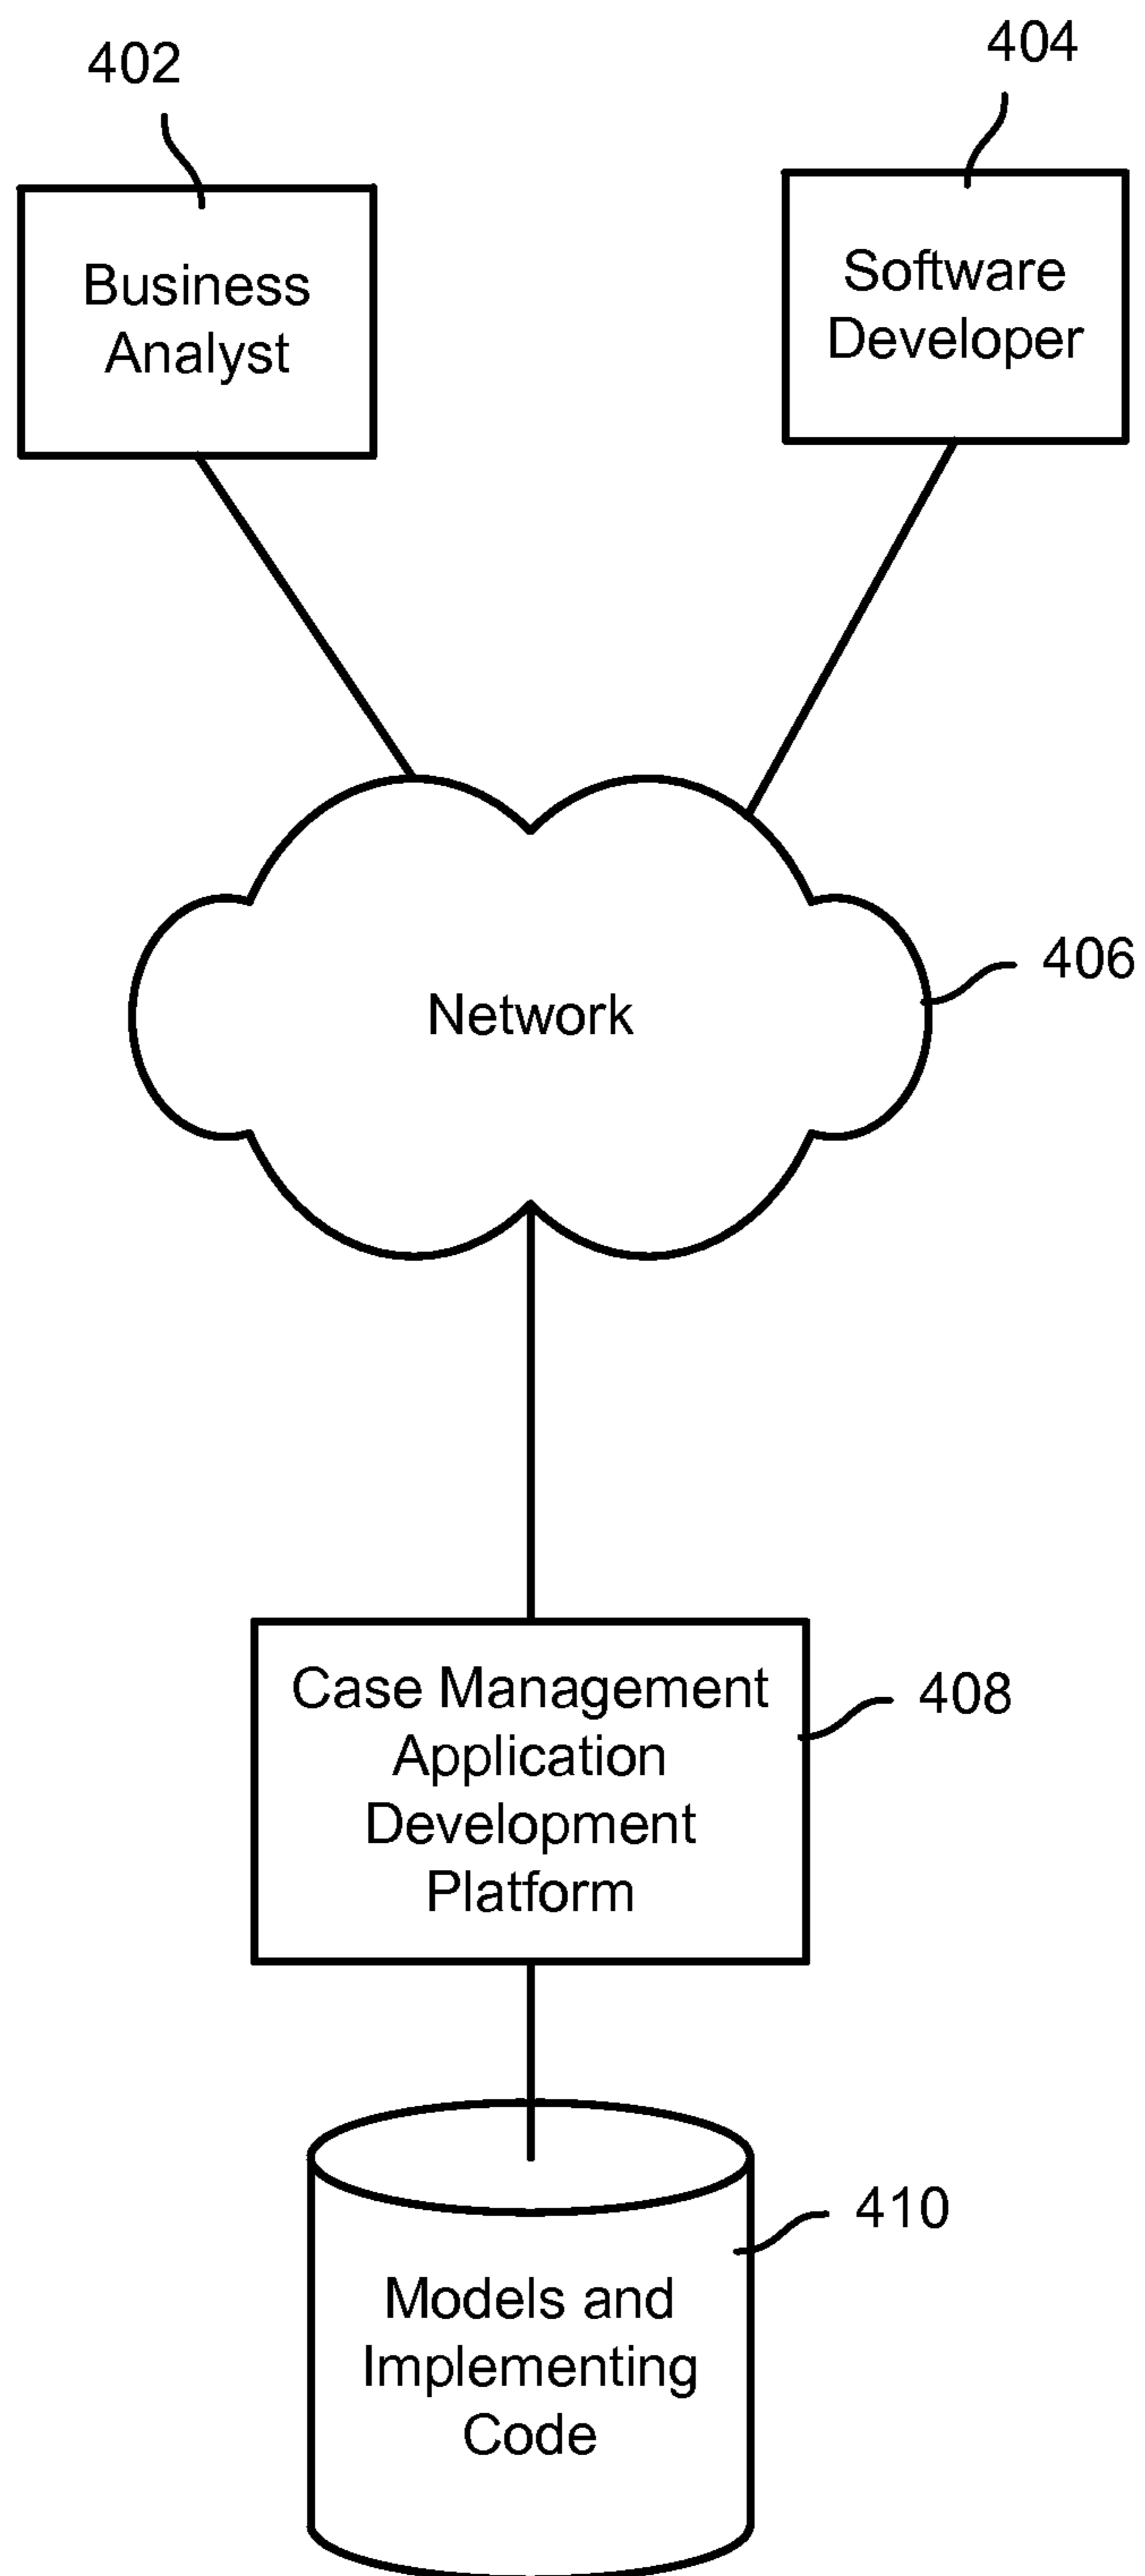 402
404
Business
Analyst
Software
Developer
406
Network
Case Management
Application
Development
Platform
408
410
Models and
Implementing
Code